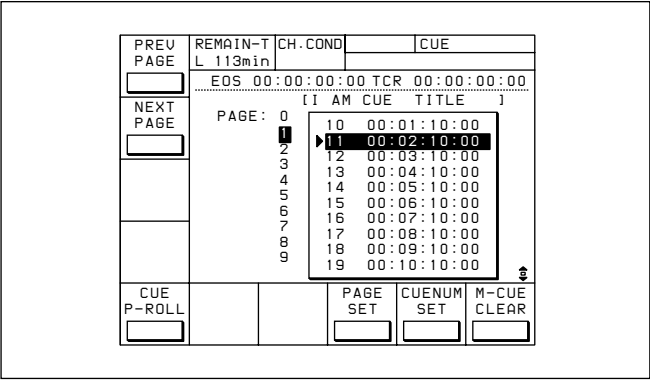 PREV PAGE
REMAIN-T
L 113min
CH.COND
CUE
EOS 00:00:00:00 TCR 00:00:00:00
[I AM CUE TITLE ]
NEXT PAGE
PAGE: 0
1
2
3
4
5
6
7
8
9
10 00:01:10:00
11 00:02:10:00
12 00:03:10:00
13 00:04:10:00
14 00:05:10:00
15 00:06:10:00
16 00:07:10:00
17 00:08:10:00
18 00:09:10:00
19 00:10:10:00
CUE
P-ROLL
PAGE
SET
CUENUM
SET
M-CUE
CLEAR